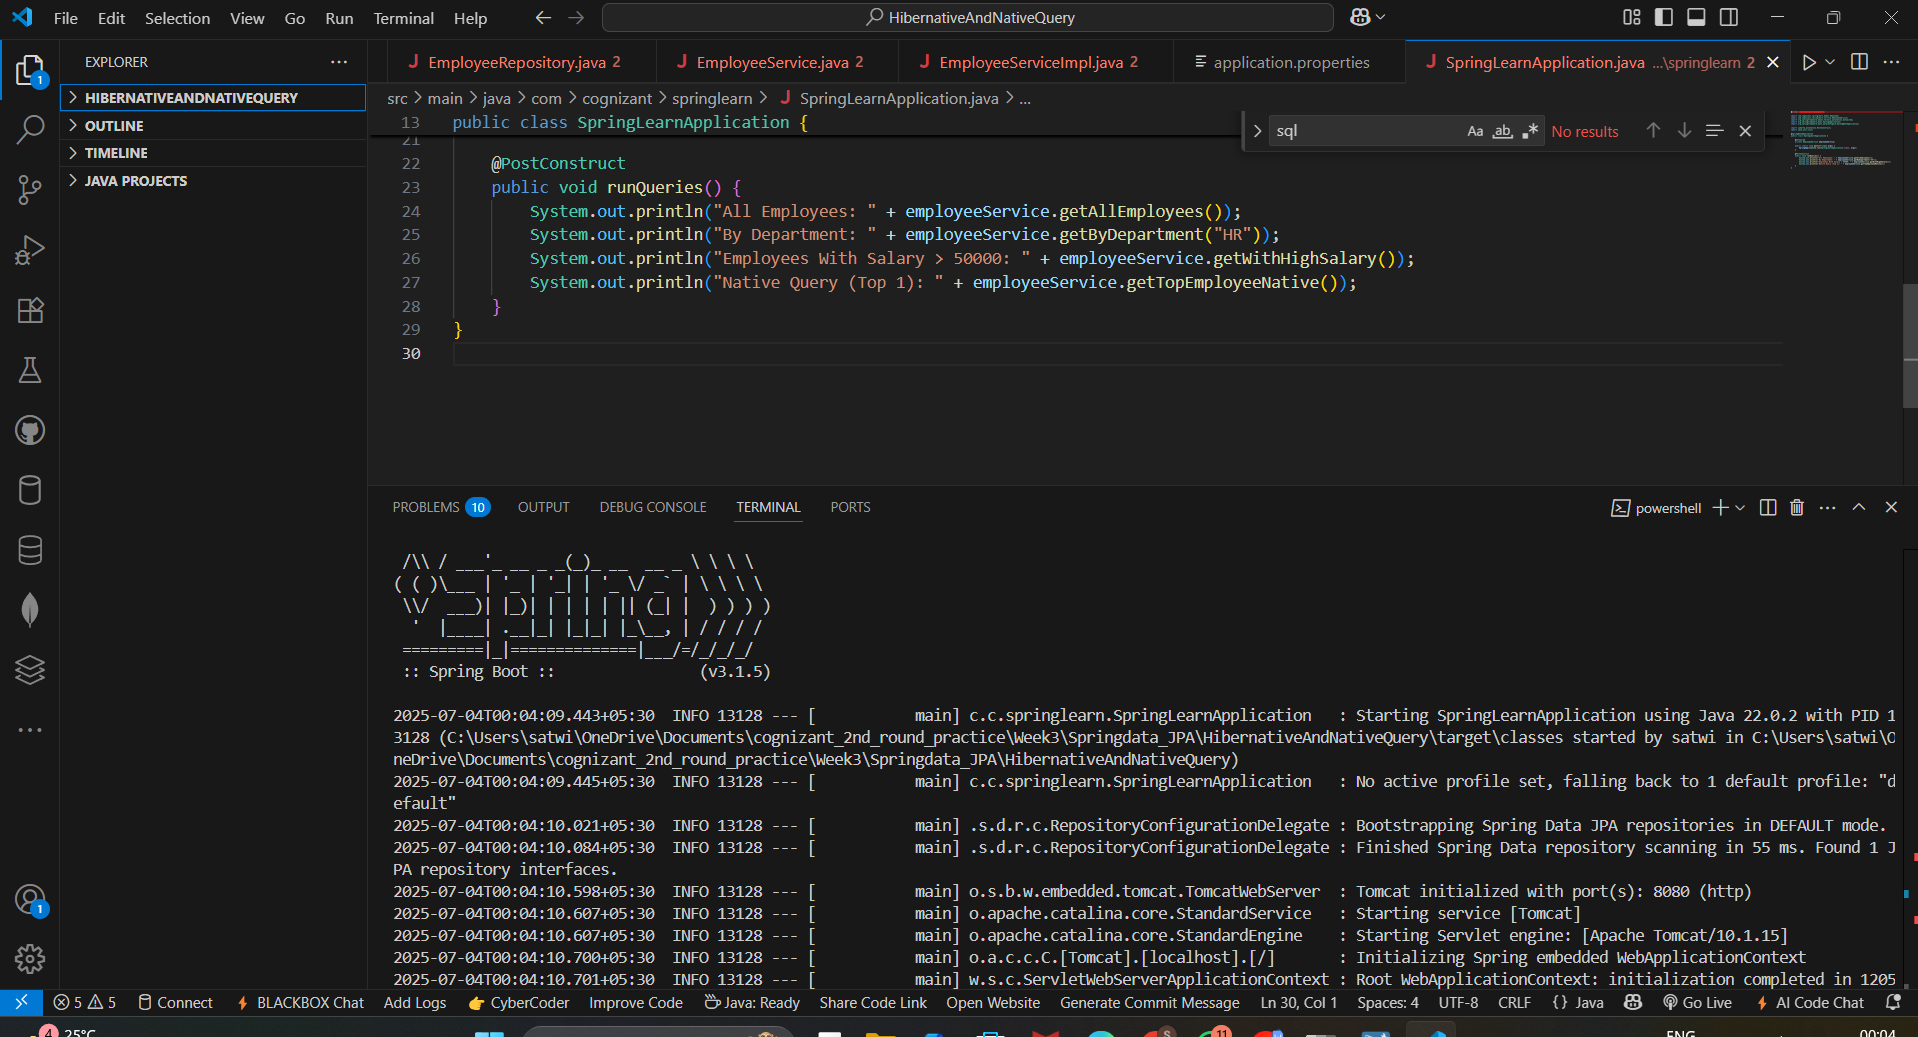 File Edit Selection View Go Run Terminal Help
HibernativeAndNativeQuery
EXPLORER
HIBERNATIVEANDNATIVEQUERY
OUTLINE
TIMELINE
JAVA PROJECTS
EmployeeRepository.java 2
EmployeeService.java 2
EmployeeServiceImpl.java 2
application.properties
SpringLearnApplication.java ...\springlearn 2
src > main > java > com > cognizant > springlearn > SpringLearnApplication.java > ...
sql
Aa ab .* No results
13 public class SpringLearnApplication {
21
22 @PostConstruct
23 public void runQueries() {
24 System.out.println("All Employees: " + employeeService.getAllEmployees());
25 System.out.println("By Department: " + employeeService.getByDepartment("HR"));
26 System.out.println("Employees With Salary > 50000: " + employeeService.getWithHighSalary());
27 System.out.println("Native Query (Top 1): " + employeeService.getTopEmployeeNative());
28 }
29 }
30
PROBLEMS 10 OUTPUT DEBUG CONSOLE TERMINAL PORTS
powershell
 /\\ / ___'_ __ _ _(_)_ __  __ _ \ \ \ \
( ( )\___ | '_ | '_| | '_ \/ _` | \ \ \ \
 \\/  ___)| |_)| | | | | || (_| |  ) ) ) )
  '  |____| .__|_| |_|_| |_\__, | / / / /
 =========|_|==============|___/=/_/_/_/
:: Spring Boot :: (v3.1.5)
2025-07-04T00:04:09.443+05:30  INFO 13128 --- [           main] c.c.springlearn.SpringLearnApplication   : Starting SpringLearnApplication using Java 22.0.2 with PID 1
3128 (C:\Users\satwi\OneDrive\Documents\cognizant_2nd_round_practice\Week3\Springdata_JPA\HibernativeAndNativeQuery\target\classes started by satwi in C:\Users\satwi\O
neDrive\Documents\cognizant_2nd_round_practice\Week3\Springdata_JPA\HibernativeAndNativeQuery)
2025-07-04T00:04:09.445+05:30  INFO 13128 --- [           main] c.c.springlearn.SpringLearnApplication   : No active profile set, falling back to 1 default profile: "d
efault"
2025-07-04T00:04:10.021+05:30  INFO 13128 --- [           main] .s.d.r.c.RepositoryConfigurationDelegate : Bootstrapping Spring Data JPA repositories in DEFAULT mode.
2025-07-04T00:04:10.084+05:30  INFO 13128 --- [           main] .s.d.r.c.RepositoryConfigurationDelegate : Finished Spring Data repository scanning in 55 ms. Found 1 J
PA repository interfaces.
2025-07-04T00:04:10.598+05:30  INFO 13128 --- [           main] o.s.b.w.embedded.tomcat.TomcatWebServer  : Tomcat initialized with port(s): 8080 (http)
2025-07-04T00:04:10.607+05:30  INFO 13128 --- [           main] o.apache.catalina.core.StandardService   : Starting service [Tomcat]
2025-07-04T00:04:10.607+05:30  INFO 13128 --- [           main] o.apache.catalina.core.StandardEngine    : Starting Servlet engine: [Apache Tomcat/10.1.15]
2025-07-04T00:04:10.700+05:30  INFO 13128 --- [           main] o.a.c.c.C.[Tomcat].[localhost].[/]       : Initializing Spring embedded WebApplicationContext
2025-07-04T00:04:10.701+05:30  INFO 13128 --- [           main] w.s.c.ServletWebServerApplicationContext : Root WebApplicationContext: initialization completed in 1205
5 5 Connect BLACKBOX Chat Add Logs CyberCoder Improve Code Java: Ready Share Code Link Open Website Generate Commit Message Ln 30, Col 1 Spaces: 4 UTF-8 CRLF {} Java Go Live AI Code Chat
4 25°C 11 ENG 00:04